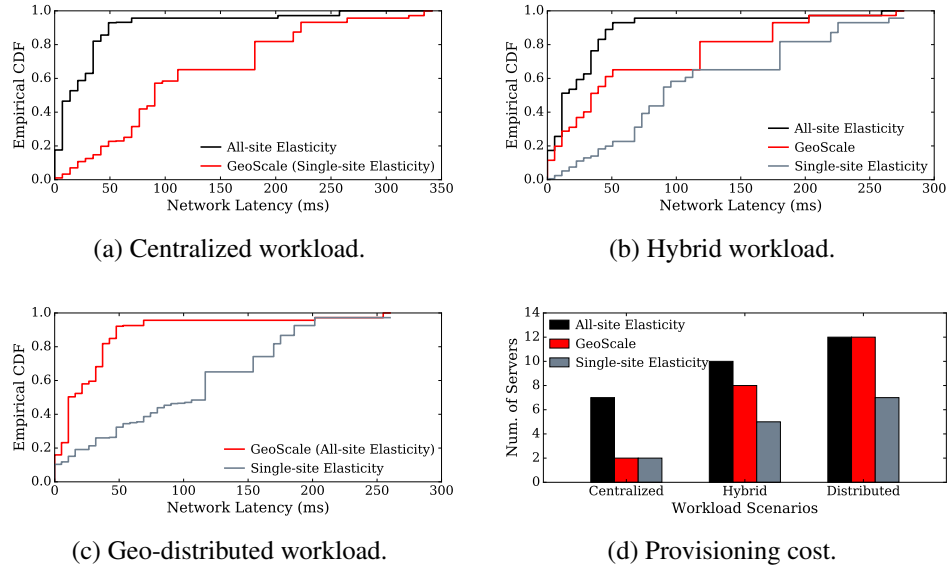 1.0
0.8
0.6
0.4
0.2
0.0
Empirical CDF
All-site Elasticity
GeoScale (Single-site Elasticity)
0 50 100 150 200 250 300 350
Network Latency (ms)
(a) Centralized workload.
1.0
0.8
0.6
0.4
0.2
0.0
Empirical CDF
All-site Elasticity
GeoScale
Single-site Elasticity
0 50 100 150 200 250 300
Network Latency (ms)
(b) Hybrid workload.
1.0
0.8
0.6
0.4
0.2
0.0
Empirical CDF
GeoScale (All-site Elasticity)
Single-site Elasticity
0 50 100 150 200 250 300
Network Latency (ms)
(c) Geo-distributed workload.
14
12
10
8
6
4
2
0
Num. of Servers
All-site Elasticity
GeoScale
Single-site Elasticity
Centralized Hybrid Distributed
Workload Scenarios
(d) Provisioning cost.